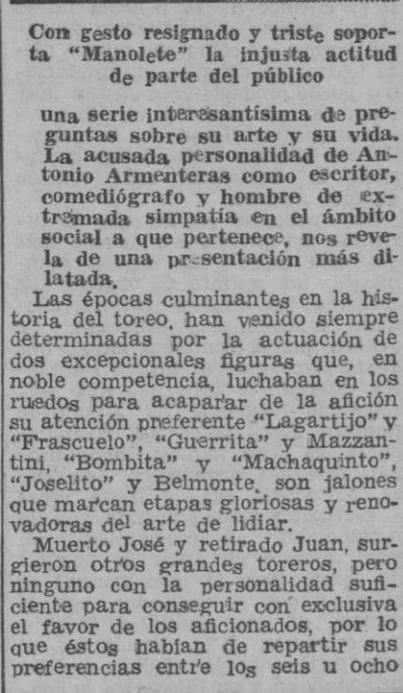 Con gesto resignado y triste sopor-
ta "Manolete" la injusta actitud
de parte del público
una serie interesantísima de pre-
guntas sobre su arte y su vida.
La acusada personalidad de An-
tonio Armenteras como escritor,
comediógrafo y hombre de ex-
tramada simpatía en el ámbito
social a que pertenece, nos reve-
la de una presentación más di-
latada.
Las épocas culminantes en la his-
toria del toreo, han venido siempre
determinadas por la actuación de
dos excepcionales figuras que, en
noble competencia, luchaban en los
ruedos para acaparar de la afición
su atención preferente "Lagartijo" y
"Frascuelo", "Guerrita" y Mazzan-
tini, "Bombita" y "Machaquinto",
"Joselito" y Belmonte, son jalones
que marcan etapas gloriosas y reno-
vadoras del arte de lidiar.
Muerto José y retirado Juan, sur-
gieron otros grandes toreros, pero
ninguno con la personalidad sufi-
ciente para conseguir con exclusiva
el favor de los aficionados, por lo
que éstos habían de repartir sus
preferencias entre los seis u ocho